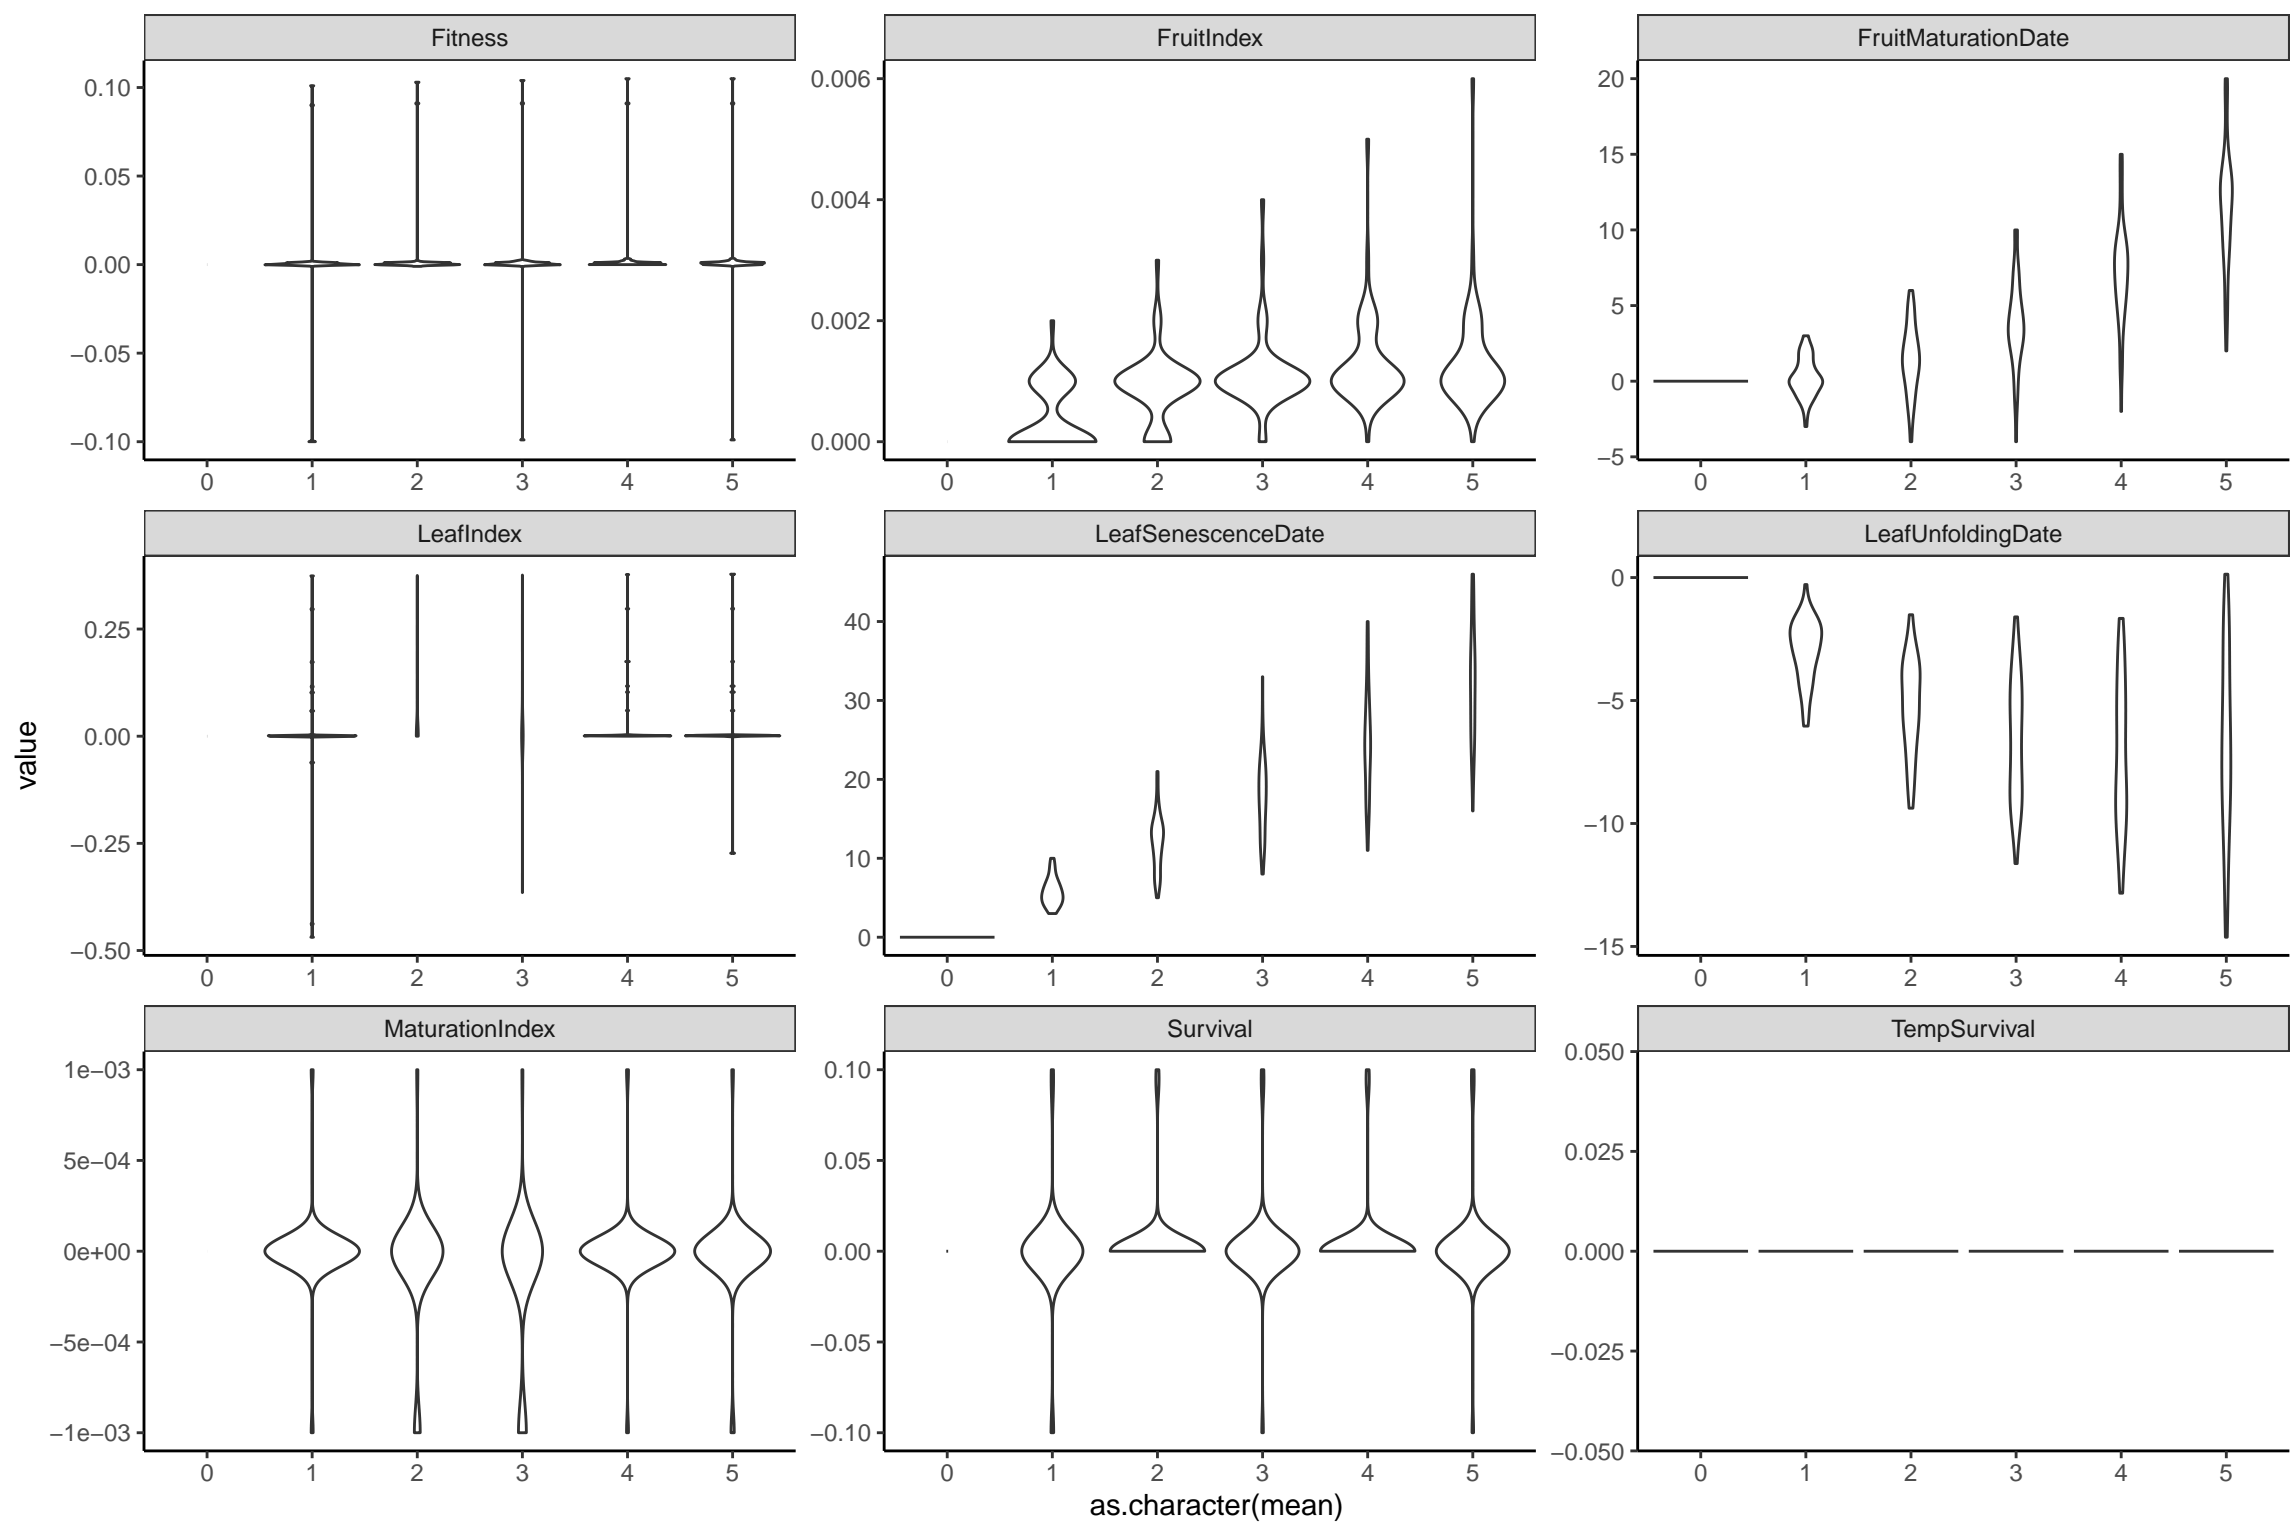 Fitness FruitIndex FruitMaturationDate
0.10
0.05
0.00
−0.05
−0.10
0 1 2 3 4 5
0.006
0.004
0.002
0.000
0 1 2 3 4 5
20
15
10
5
0
−5
0 1 2 3 4 5
LeafIndex LeafSenescenceDate LeafUnfoldingDate
value
0.25
0.00
−0.25
−0.50
0 1 2 3 4 5
40
30
20
10
0
0 1 2 3 4 5
0
−5
−10
−15
0 1 2 3 4 5
MaturationIndex Survival TempSurvival
1e−03
5e−04
0e+00
−5e−04
−1e−03
0 1 2 3 4 5
0.10
0.05
0.00
−0.05
−0.10
0 1 2 3 4 5
0.050
0.025
0.000
−0.025
−0.050
0 1 2 3 4 5
as.character(mean)